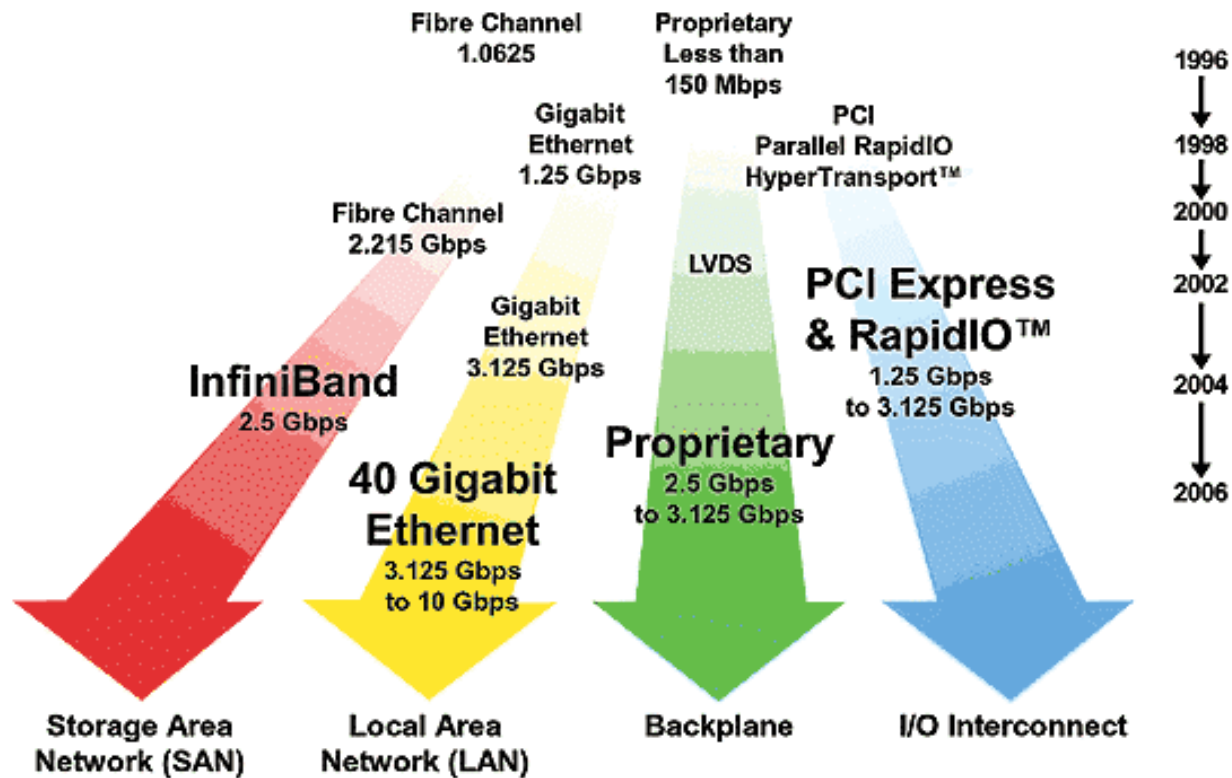 Fibre Channel
1.0625
Proprietary
Less than
150 Mbps
1996
Gigabit
Ethernet
1.25 Gbps
PCI
Parallel RapidIO
HyperTransport™
1998
Fibre Channel
2.215 Gbps
2000
LVDS
PCI Express
& RapidIO™
1.25 Gbps
to 3.125 Gbps
2002
Gigabit
Ethernet
3.125 Gbps
InfiniBand
2.5 Gbps
2004
40 Gigabit
Ethernet
3.125 Gbps
to 10 Gbps
Proprietary
2.5 Gbps
to 3.125 Gbps
2006
Storage Area
Network (SAN)
Local Area
Network (LAN)
Backplane
I/O Interconnect